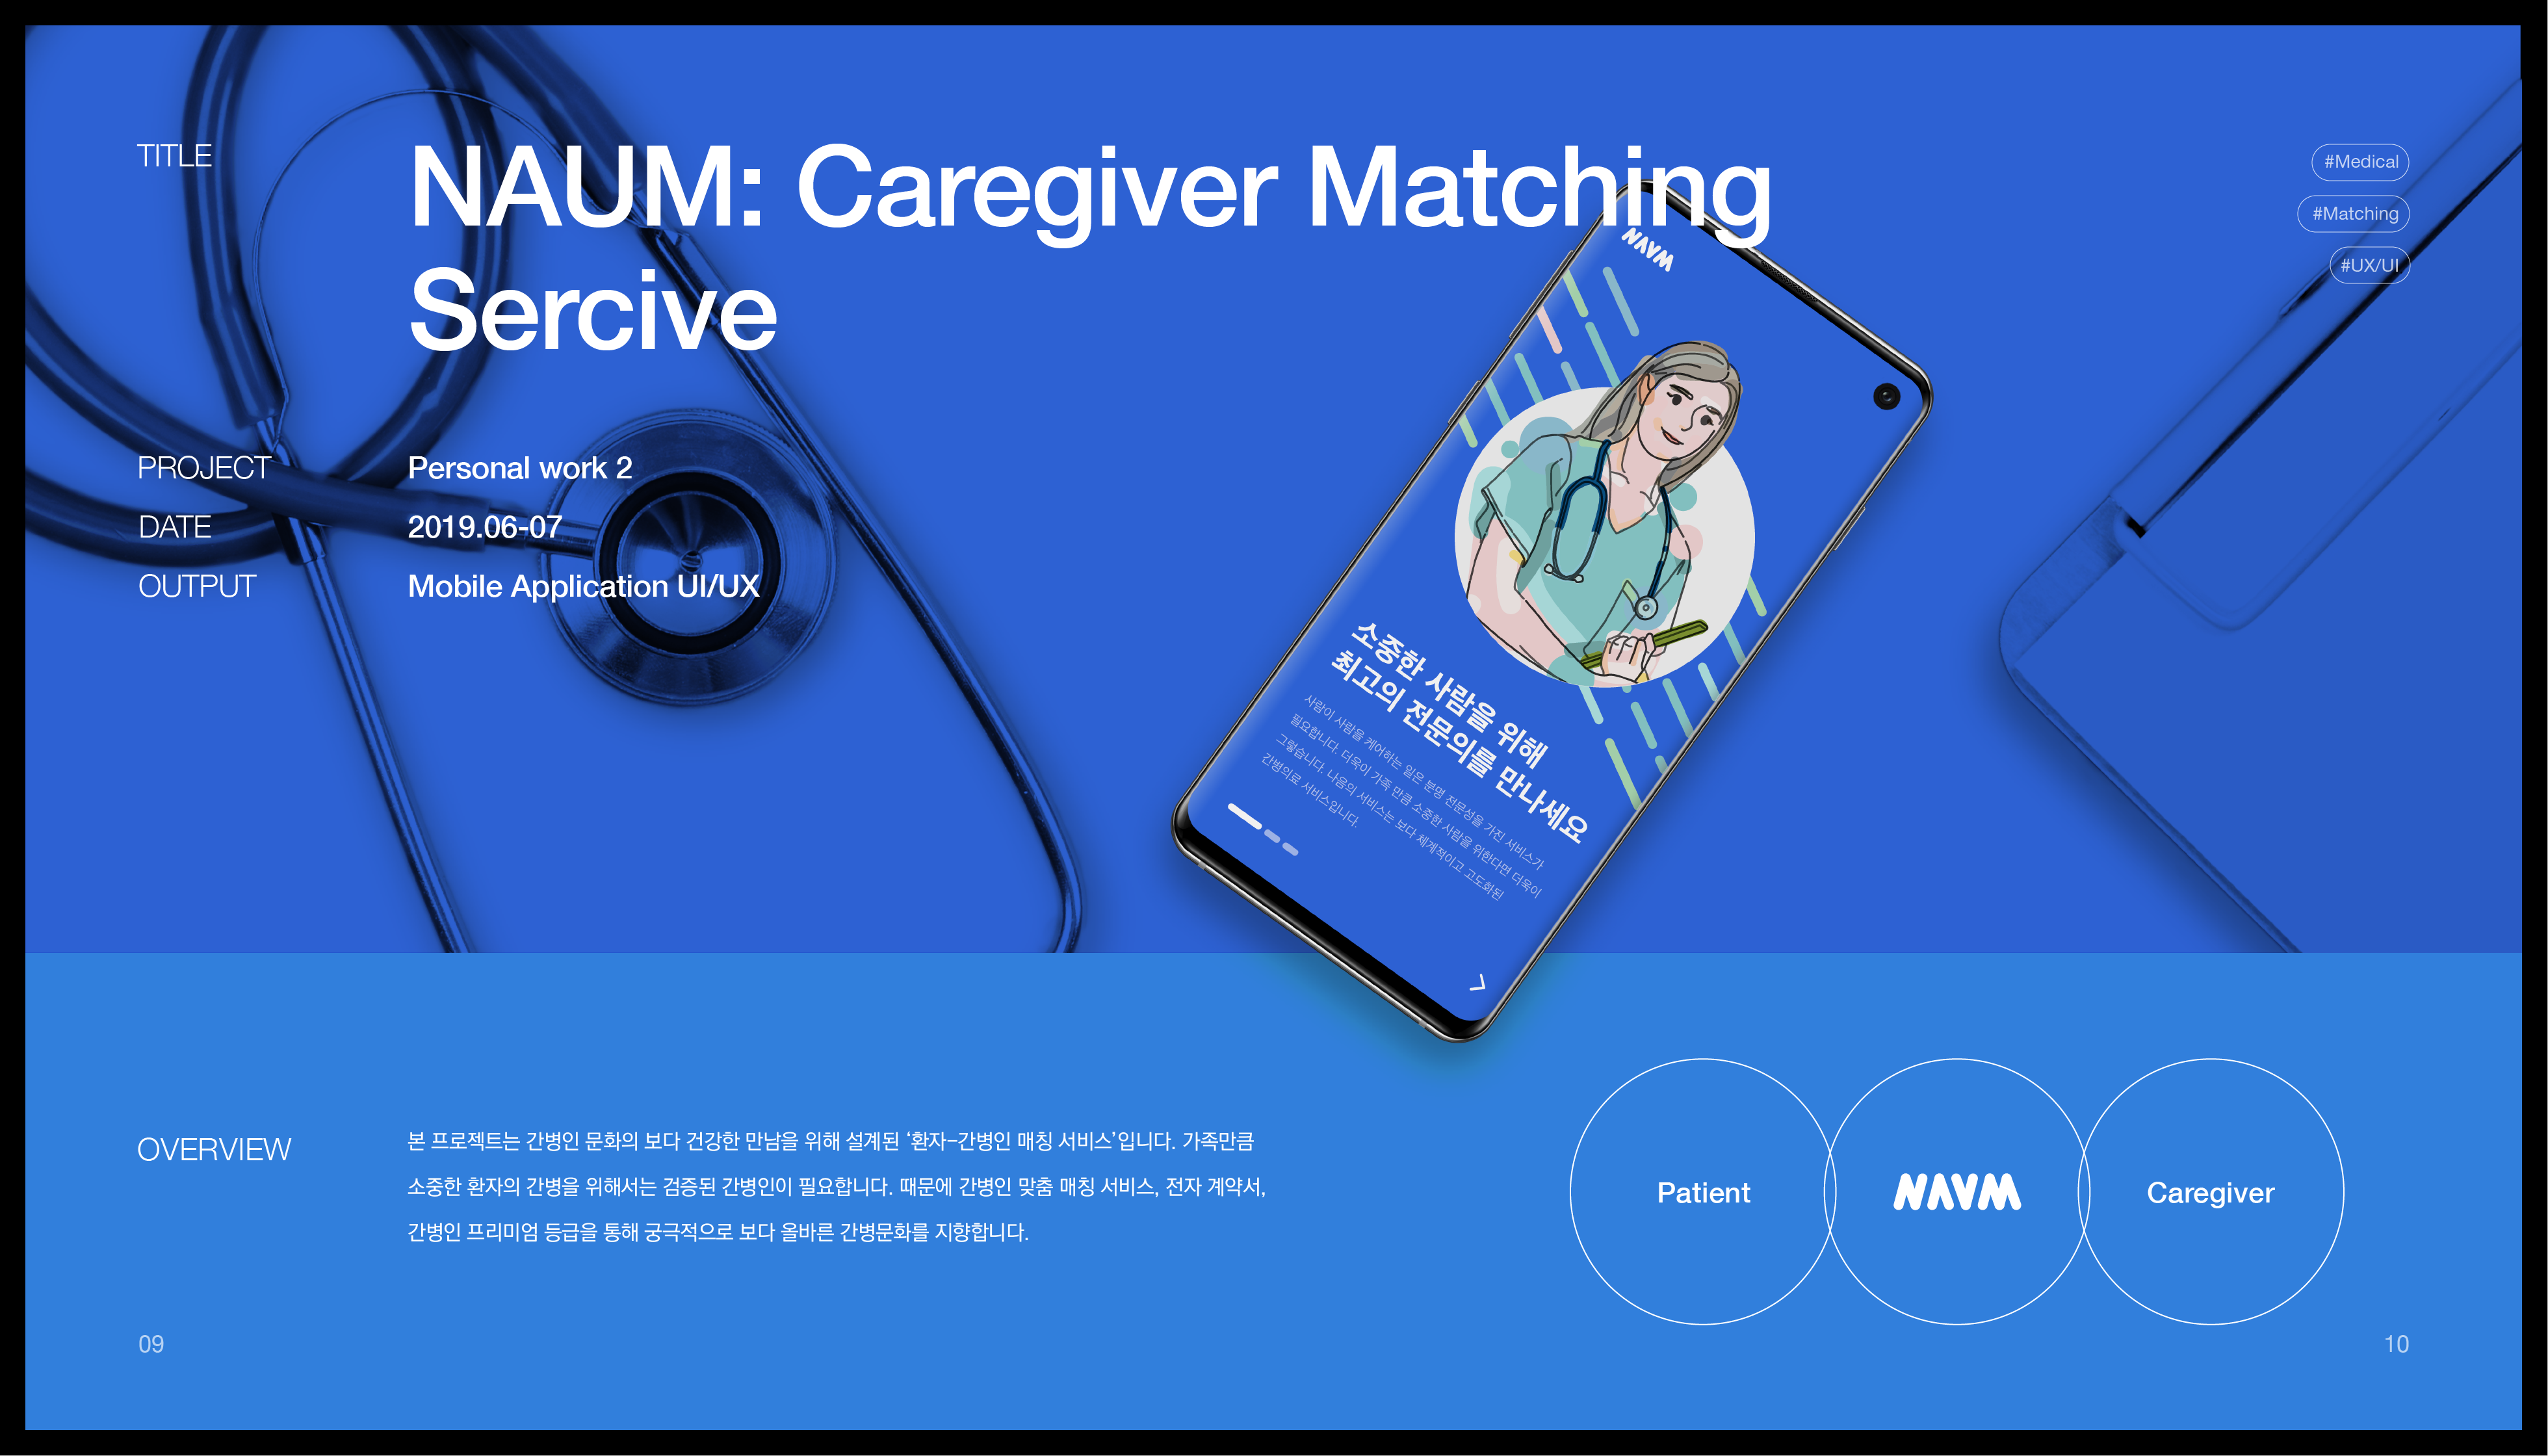 TITLE
NAUM: Caregiver Matching
Sercive
#Medical
#Matching
#UX/UI
PROJECT
Personal work 2
DATE
2019.06-07
OUTPUT
Mobile Application UI/UX
NAVM
소중한 사람을 위해
최고의 전문의를 만나세요
사람이 사람을 케어하는 일은 분명 전문성을 가진 서비스가
필요합니다. 더욱이 가족 만큼 소중한 사람을 위한다면 더욱이
그렇습니다. 나움의 서비스는 보다 체계적이고 고도화된
간병의료 서비스입니다.
OVERVIEW
본 프로젝트는 간병인 문화의 보다 건강한 만남을 위해 설계된 ‘환자-간병인 매칭 서비스’입니다. 가족만큼
소중한 환자의 간병을 위해서는 검증된 간병인이 필요합니다. 때문에 간병인 맞춤 매칭 서비스, 전자 계약서,
간병인 프리미엄 등급을 통해 궁극적으로 보다 올바른 간병문화를 지향합니다.
Patient
NAVM
Caregiver
09
10